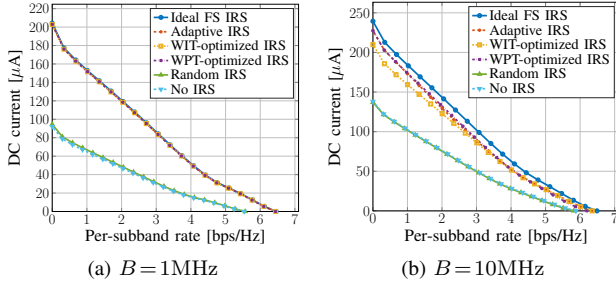 220
200
180
160
140
120
100
80
60
40
20
0
DC current [μA]
Ideal FS IRS
Adaptive IRS
WIT-optimized IRS
WPT-optimized IRS
Random IRS
No IRS
0 1 2 3 4 5 6 7
Per-subband rate [bps/Hz]
(a) B = 1MHz
250
200
150
100
50
0
DC current [μA]
Ideal FS IRS
Adaptive IRS
WIT-optimized IRS
WPT-optimized IRS
Random IRS
No IRS
0 1 2 3 4 5 6 7
Per-subband rate [bps/Hz]
(b) B = 10MHz